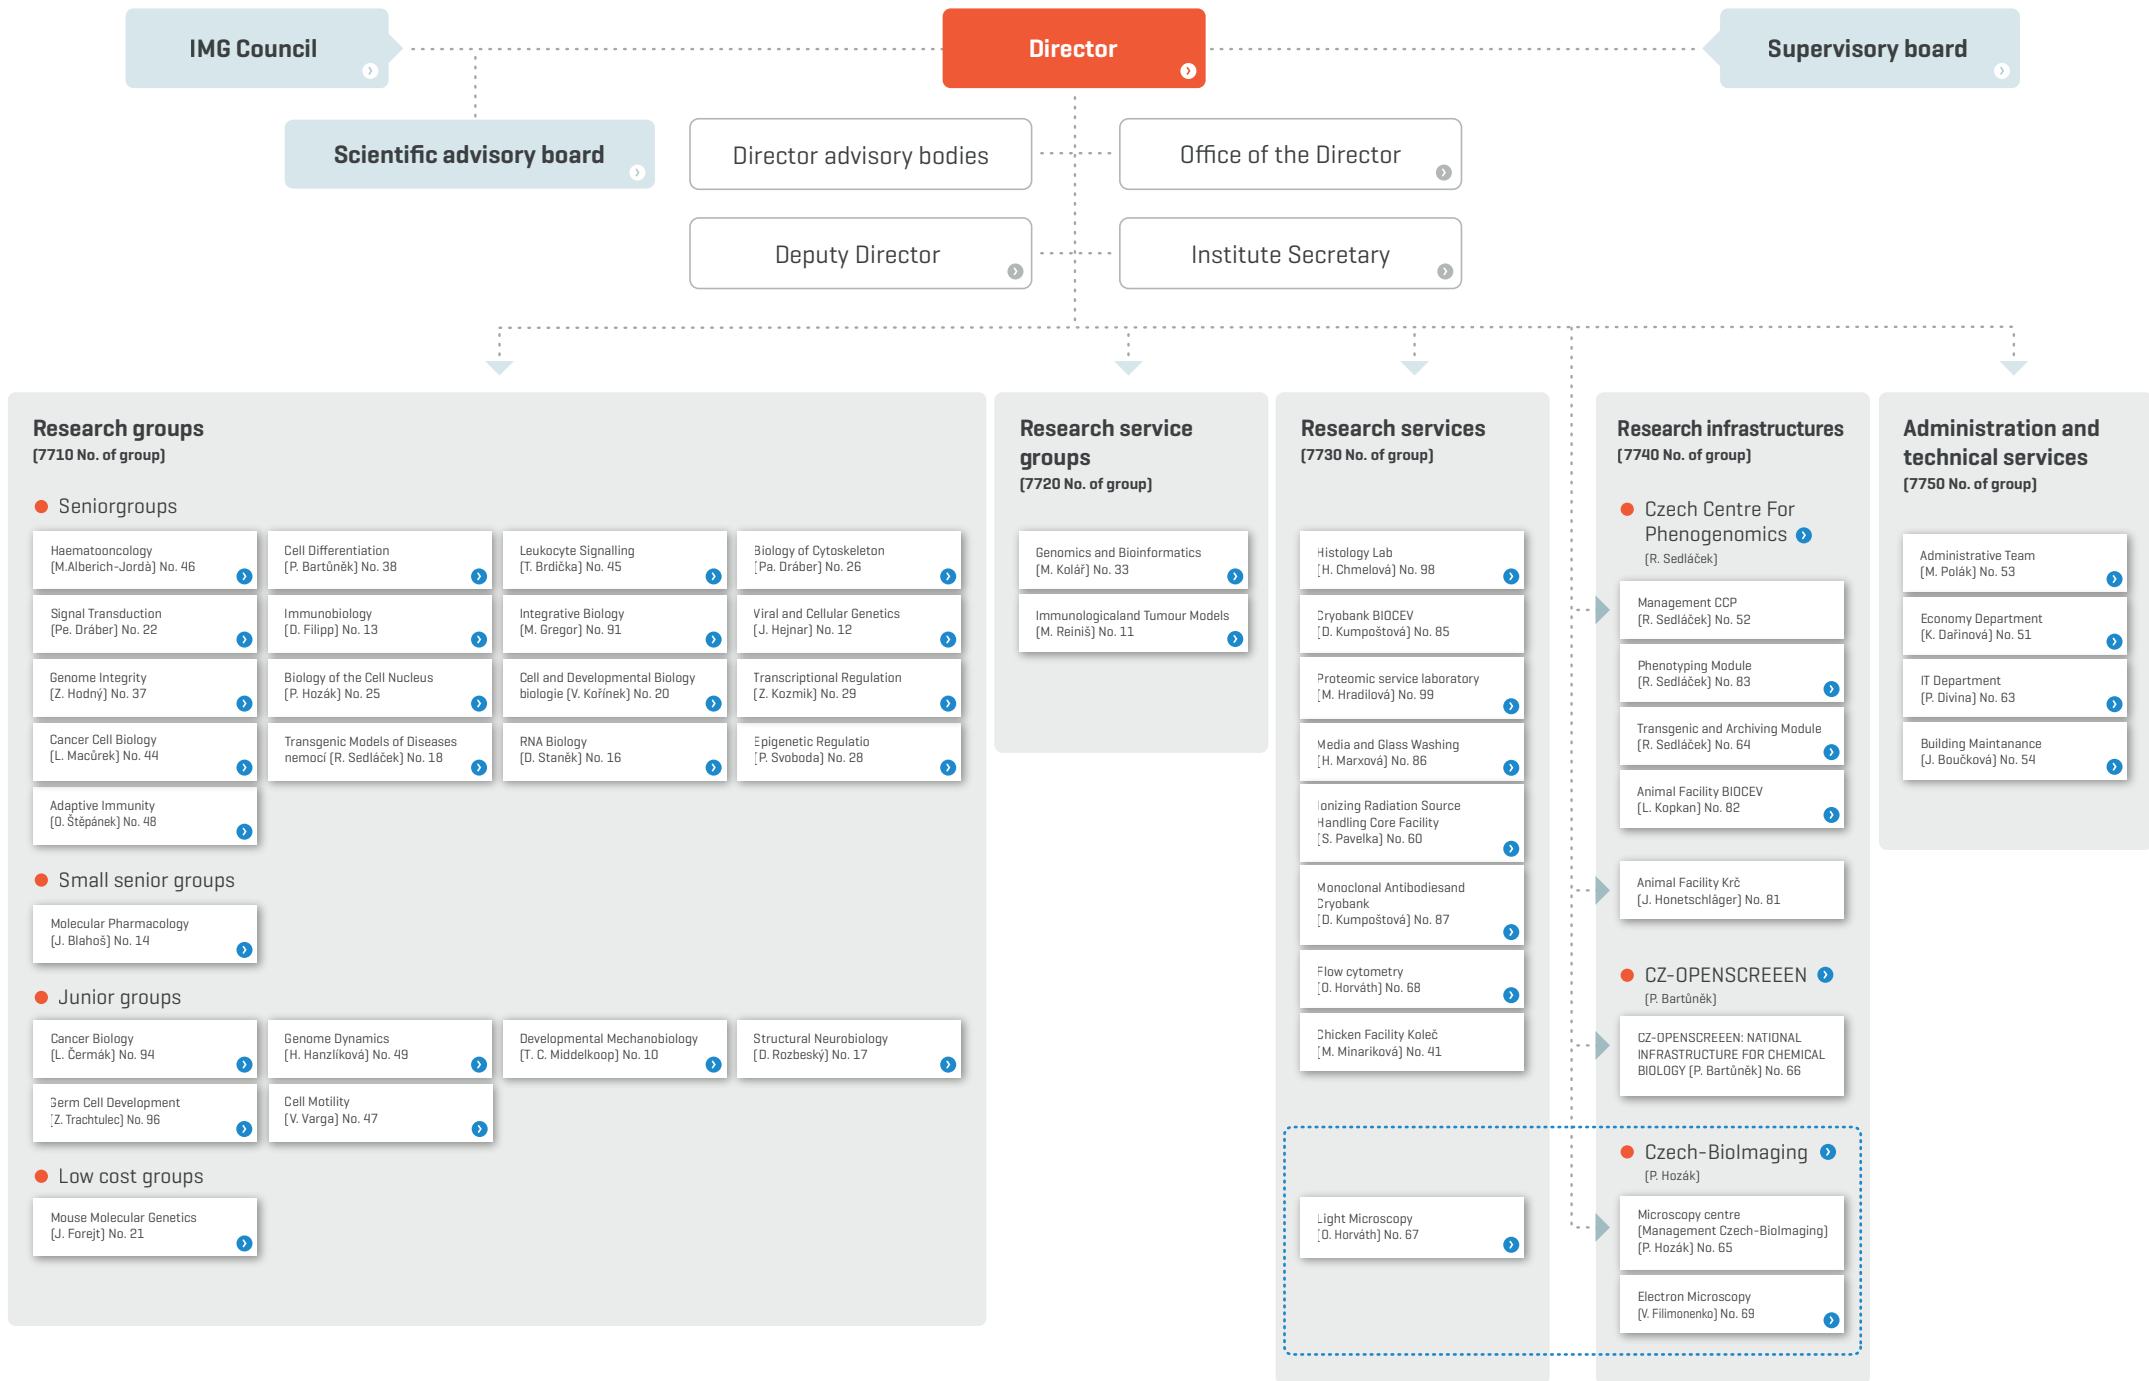 IMG Council
Director
Supervisory board
Scientific advisory board
Director advisory bodies
Office of the Director
Deputy Director
Institute Secretary
Research groups
(7710 No. of group)
Seniorgroups
Haematooncology
(M.Alberich-Jordà) No. 46
Cell Differentiation
(P. Bartůněk) No. 38
Leukocyte Signalling
(T. Brdička) No. 45
Biology of Cytoskeleton
(Pa. Dráber) No. 26
Signal Transduction
(Pe. Dráber) No. 22
Immunobiology
(D. Filipp) No. 13
Integrative Biology
(M. Gregor) No. 91
Viral and Cellular Genetics
(J. Hejnar) No. 12
Genome Integrity
(Z. Hodný) No. 37
Biology of the Cell Nucleus
(P. Hozák) No. 25
Cell and Developmental Biology
biologie (V. Kořínek) No. 20
Transcriptional Regulation
(Z. Kozmik) No. 29
Cancer Cell Biology
(L. Macůrek) No. 44
Transgenic Models of Diseases
nemocí (R. Sedláček) No. 18
RNA Biology
(D. Staněk) No. 16
Epigenetic Regulatio
(P. Svoboda) No. 28
Adaptive Immunity
(O. Štěpánek) No. 48
Small senior groups
Molecular Pharmacology
(J. Blahoš) No. 14
Junior groups
Cancer Biology
(L. Čermák) No. 94
Genome Dynamics
(H. Hanzlíková) No. 49
Developmental Mechanobiology
(T. C. Middelkoop) No. 10
Structural Neurobiology
(D. Rozbeský) No. 17
Germ Cell Development
(Z. Trachtulec) No. 96
Cell Motility
(V. Varga) No. 47
Low cost groups
Mouse Molecular Genetics
(J. Forejt) No. 21
Research service
groups
(7720 No. of group)
Genomics and Bioinformatics
(M. Kolář) No. 33
Immunologicaland Tumour Models
(M. Reiniš) No. 11
Research services
(7730 No. of group)
Histology Lab
(H. Chmelová) No. 98
Cryobank BIOCEV
(D. Kumpoštová) No. 85
Proteomic service laboratory
(M. Hradilová) No. 99
Media and Glass Washing
(H. Marxová) No. 86
Ionizing Radiation Source
Handling Core Facility
(S. Pavelka) No. 60
Monoclonal Antibodiesand
Cryobank
(D. Kumpoštová) No. 87
Flow cytometry
(O. Horváth) No. 68
Chicken Facility Koleč
(M. Minariková) No. 41
Light Microscopy
(O. Horváth) No. 67
Research infrastructures
(7740 No. of group)
Czech Centre For
Phenogenomics
(R. Sedláček)
Management CCP
(R. Sedláček) No. 52
Phenotyping Module
(R. Sedláček) No. 83
Transgenic and Archiving Module
(R. Sedláček) No. 64
Animal Facility BIOCEV
(L. Kopkan) No. 82
Animal Facility Krč
(J. Honetschläger) No. 81
CZ-OPENSCREEEN
(P. Bartůněk)
CZ-OPENSCREEEN: NATIONAL
INFRASTRUCTURE FOR CHEMICAL
BIOLOGY (P. Bartůněk) No. 66
Czech-BioImaging
(P. Hozák)
Microscopy centre
(Management Czech-BioImaging)
(P. Hozák) No. 65
Electron Microscopy
(V. Filimonenko) No. 69
Administration and
technical services
(7750 No. of group)
Administrative Team
(M. Polák) No. 53
Economy Department
(K. Dařinová) No. 51
IT Department
(P. Divina) No. 63
Building Maintanance
(J. Boučková) No. 54